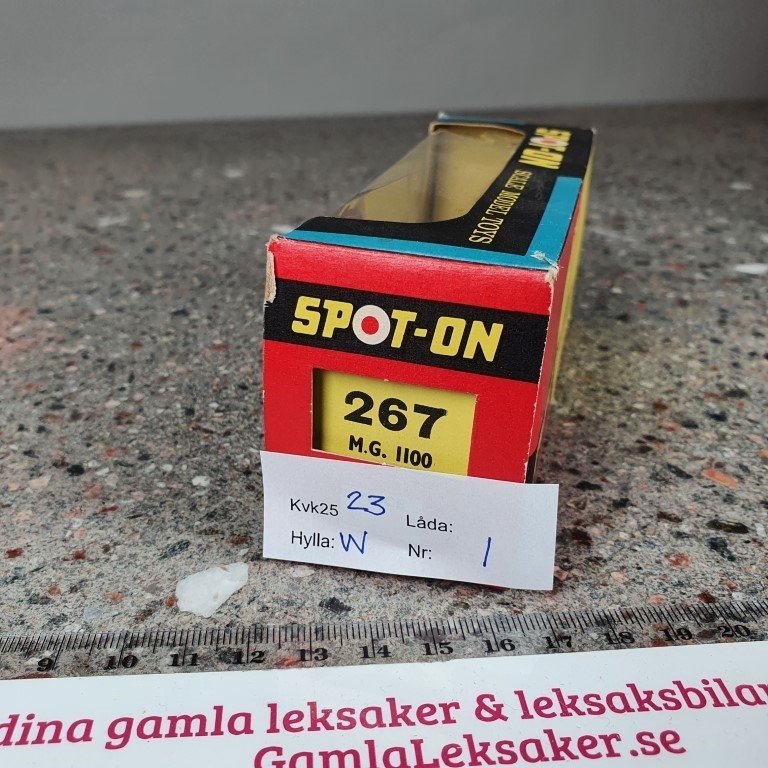 SPOT-ON
SCALE MODEL TOYS
SPOT-ON
267
M.G. 1100
Kvk25 23 Låda:
Hylla: W Nr: 1
9 10 11 12 13 14 15 16 17 18 19 20
dina gamla leksaker & leksaksbilar
GamlaLeksaker.se